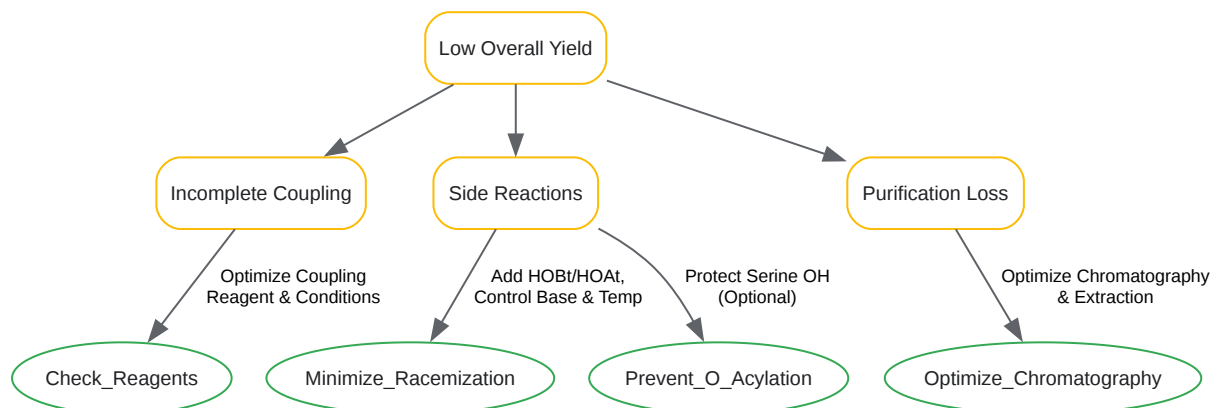 Low Overall Yield
Incomplete Coupling
Side Reactions
Purification Loss
Optimize Coupling
Reagent & Conditions
Add HOBt/HOAt,
Control Base & Temp
Protect Serine OH
(Optional)
Optimize Chromatography
& Extraction
Check_Reagents
Minimize_Racemization
Prevent_O_Acylation
Optimize_Chromatography